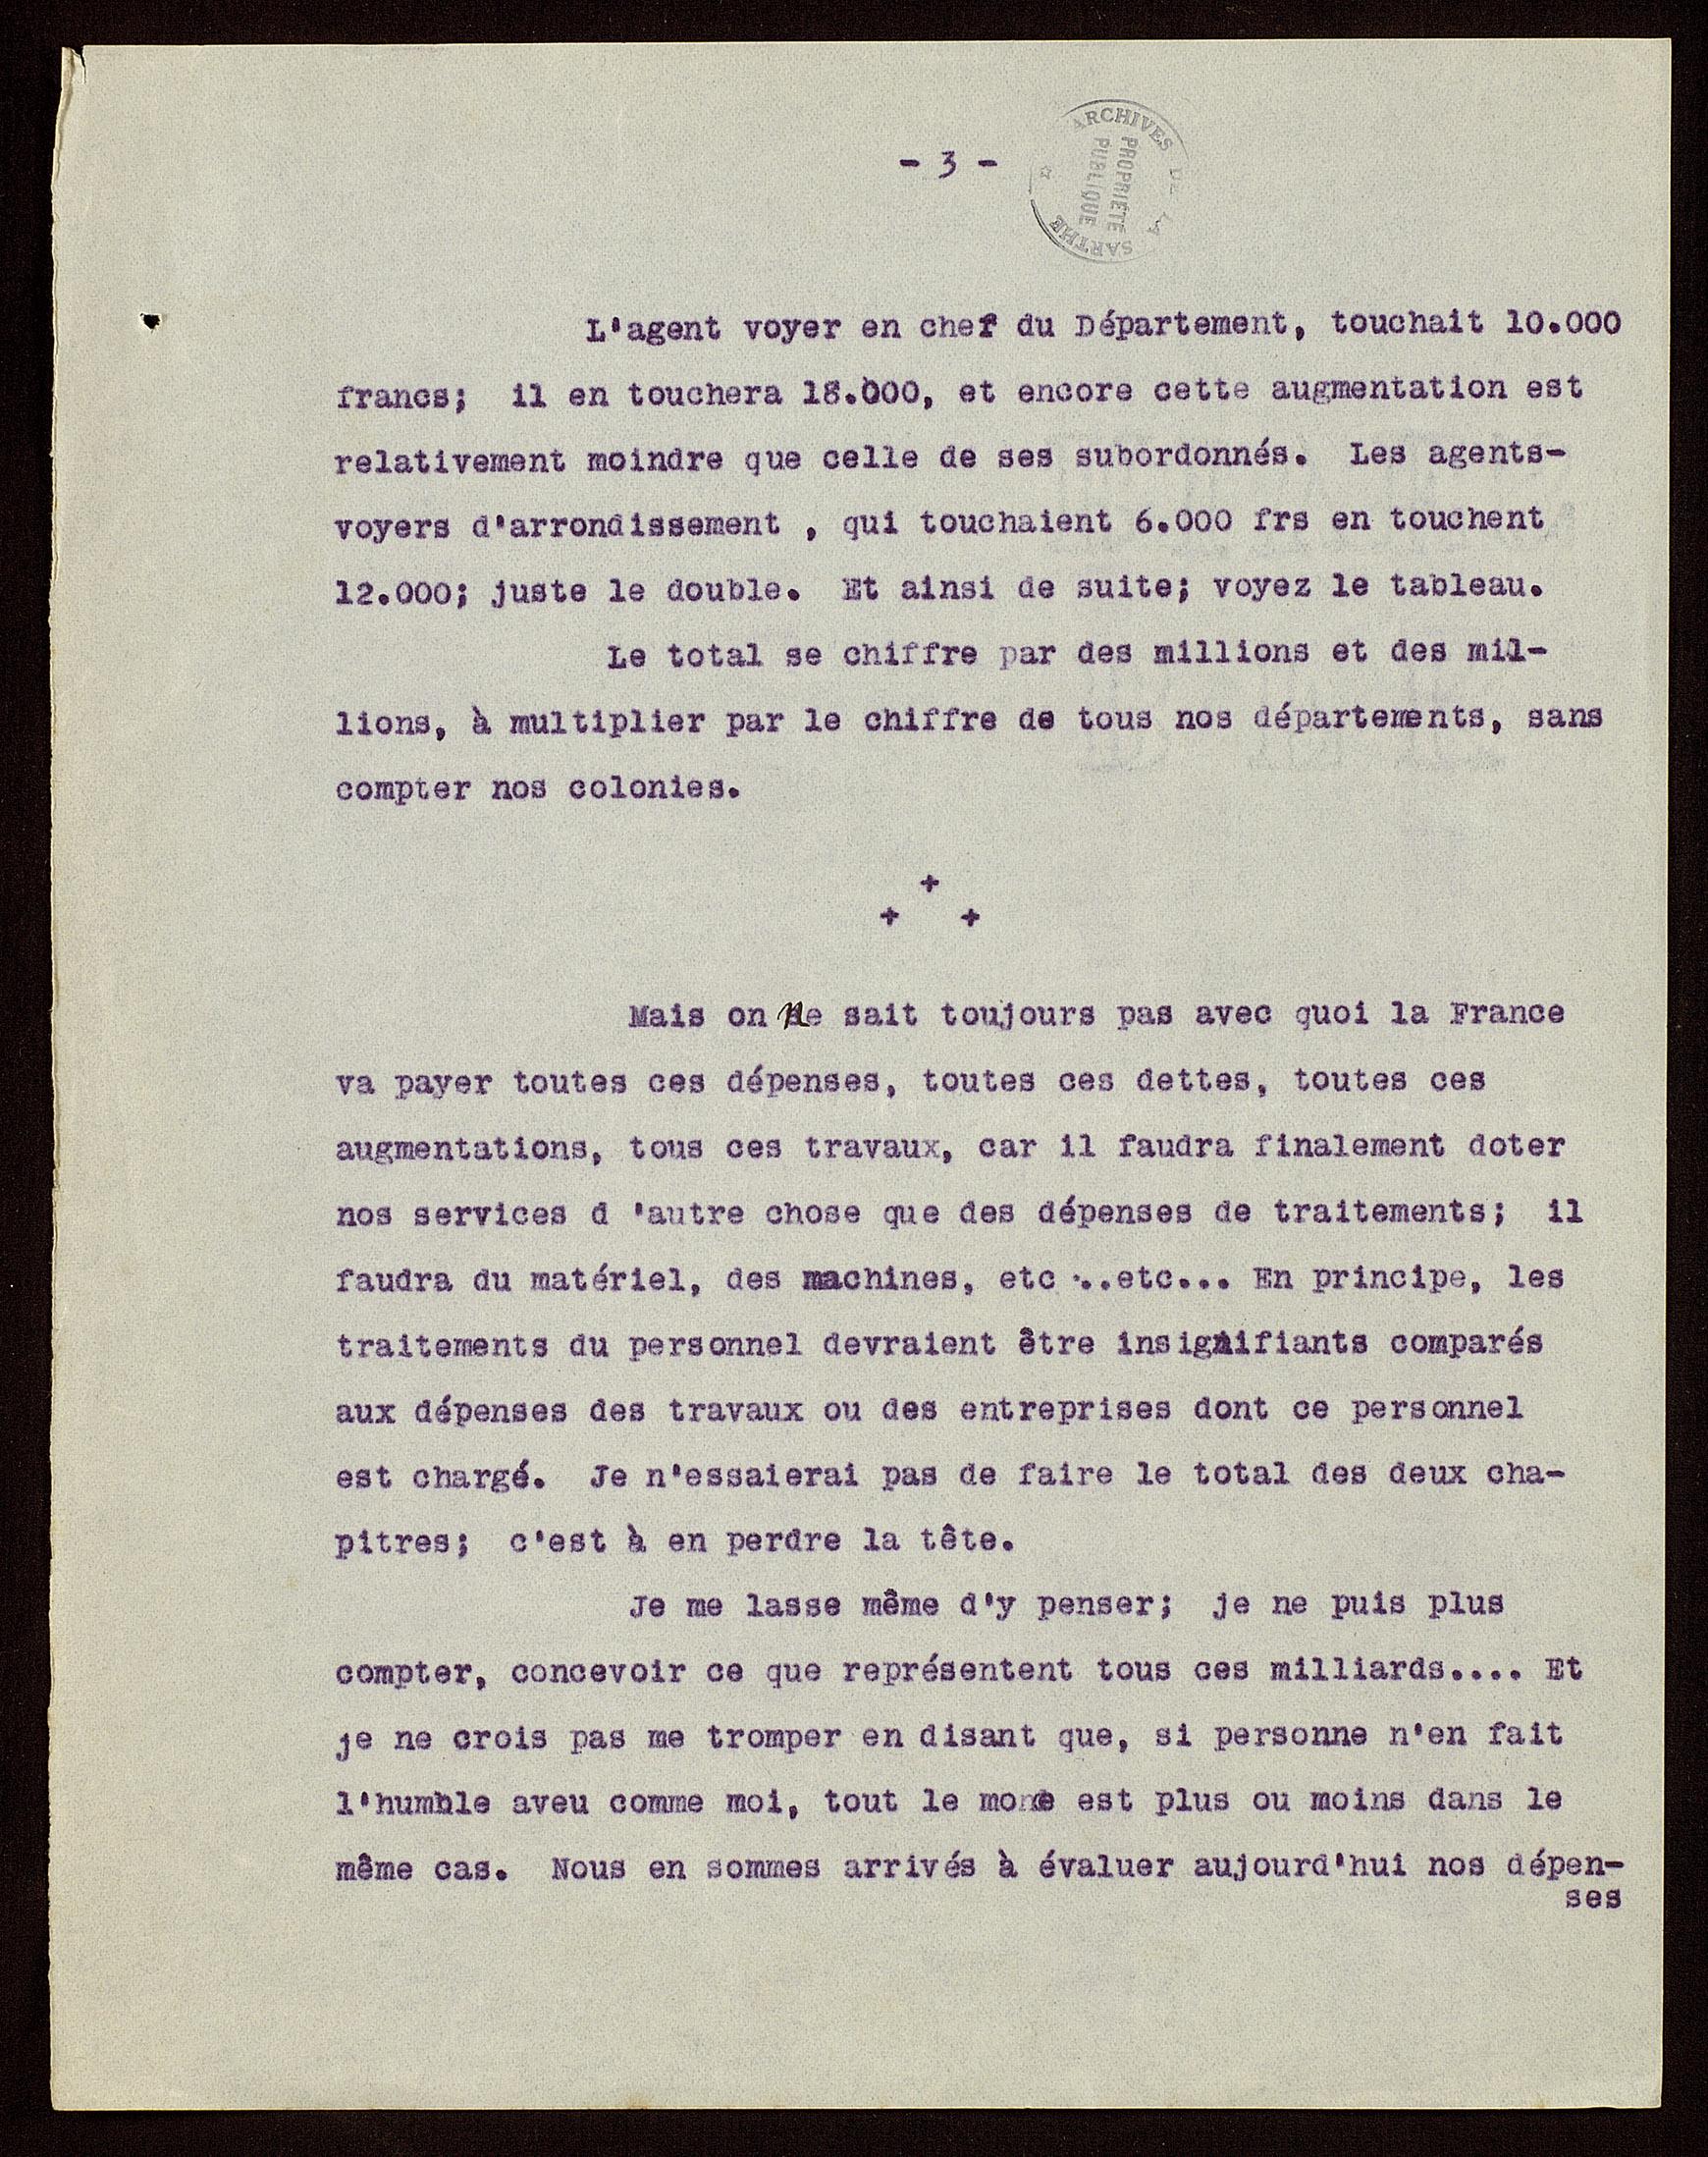 - 3 -
ARCHIVES DE LA SARTHE
PROPRIÉTÉ
PUBLIQUE
L'agent voyer en chef du Département, touchait 10.000
francs; il en touchera 18.000, et encore cette augmentation est
relativement moindre que celle de ses subordonnés. Les agents-
voyers d'arrondissement , qui touchaient 6.000 frs en touchent
12.000; juste le double. Et ainsi de suite; voyez le tableau.
Le total se chiffre par des millions et des mil-
lions, à multiplier par le chiffre de tous nos départements, sans
compter nos colonies.
+
+ +
Mais on ne sait toujours pas avec quoi la France
va payer toutes ces dépenses, toutes ces dettes, toutes ces
augmentations, tous ces travaux, car il faudra finalement doter
nos services d 'autre chose que des dépenses de traitements; il
faudra du matériel, des machines, etc ...etc... En principe, les
traitements du personnel devraient être insignifiants comparés
aux dépenses des travaux ou des entreprises dont ce personnel
est chargé. Je n'essaierai pas de faire le total des deux cha-
pitres; c'est à en perdre la tête.
Je me lasse même d'y penser; je ne puis plus
compter, concevoir ce que représentent tous ces milliards.... Et
je ne crois pas me tromper en disant que, si personne n'en fait
l'humble aveu comme moi, tout le monde est plus ou moins dans le
même cas. Nous en sommes arrivés à évaluer aujourd'hui nos dépen-
ses